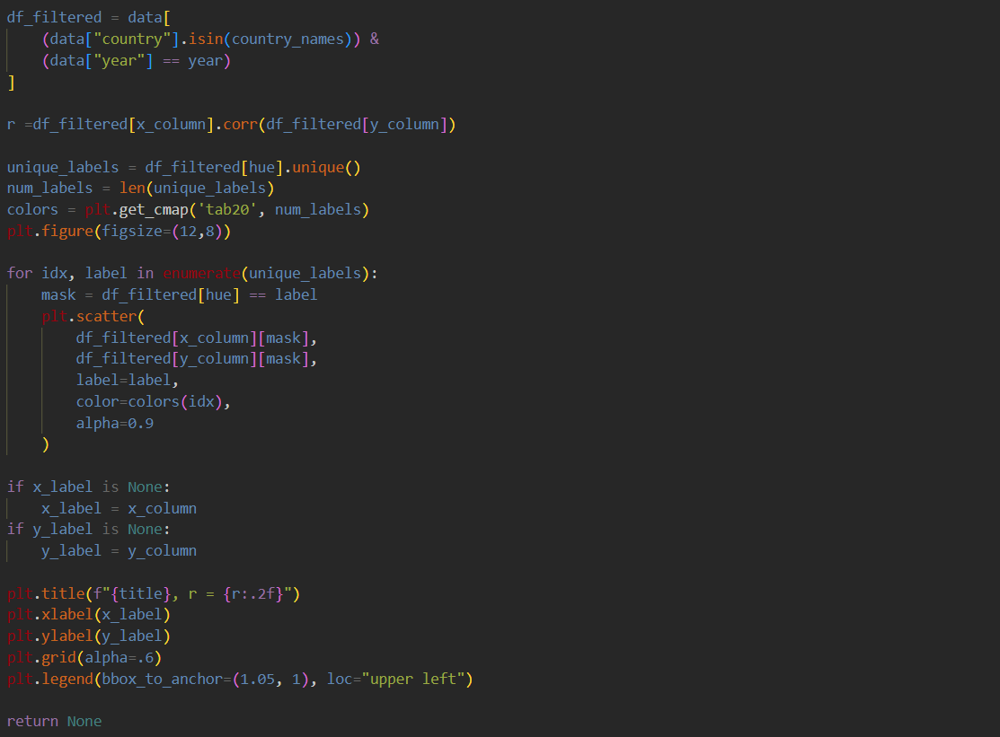 df_filtered = data[
    (data["country"].isin(country_names)) &
    (data["year"] == year)
]

r =df_filtered[x_column].corr(df_filtered[y_column])

unique_labels = df_filtered[hue].unique()
num_labels = len(unique_labels)
colors = plt.get_cmap('tab20', num_labels)
plt.figure(figsize=(12,8))

for idx, label in enumerate(unique_labels):
    mask = df_filtered[hue] == label
    plt.scatter(
        df_filtered[x_column][mask],
        df_filtered[y_column][mask],
        label=label,
        color=colors(idx),
        alpha=0.9
    )

if x_label is None:
    x_label = x_column
if y_label is None:
    y_label = y_column

plt.title(f"{title}, r = {r:.2f}")
plt.xlabel(x_label)
plt.ylabel(y_label)
plt.grid(alpha=.6)
plt.legend(bbox_to_anchor=(1.05, 1), loc="upper left")

return None